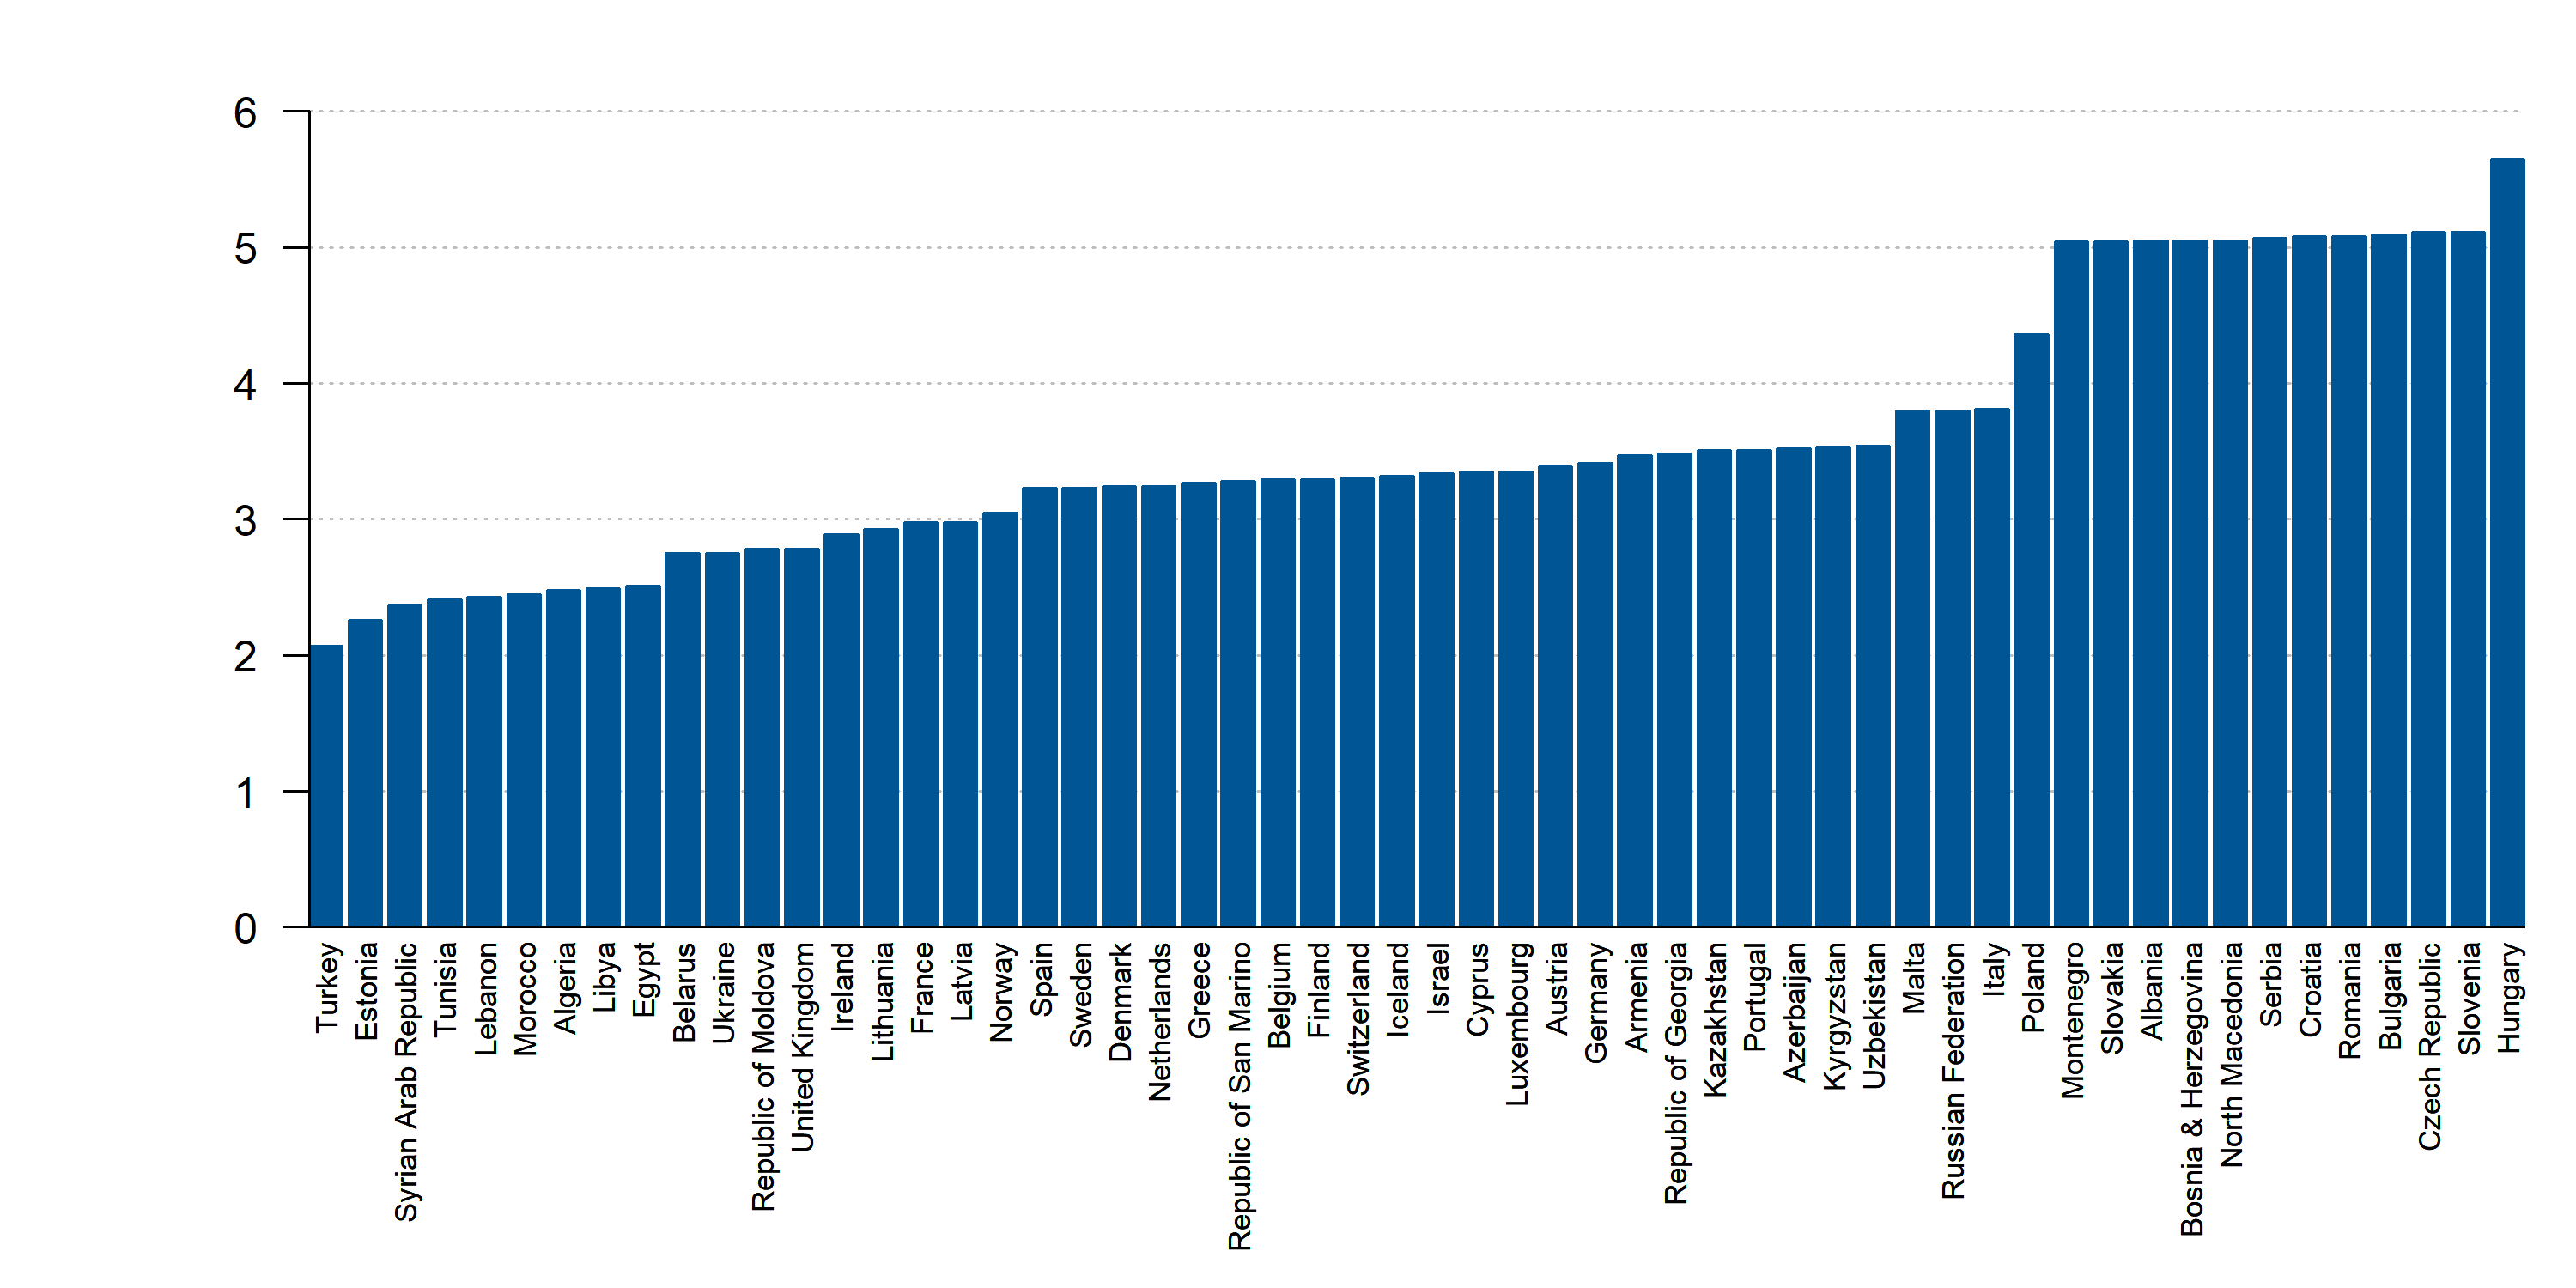 6
5
4
3
2
1
0
Turkey
Estonia
Syrian Arab Republic
Tunisia
Lebanon
Morocco
Algeria
Libya
Egypt
Belarus
Ukraine
Republic of Moldova
United Kingdom
Ireland
Lithuania
France
Latvia
Norway
Spain
Sweden
Denmark
Netherlands
Greece
Republic of San Marino
Belgium
Finland
Switzerland
Iceland
Israel
Cyprus
Luxembourg
Austria
Germany
Armenia
Republic of Georgia
Kazakhstan
Portugal
Azerbaijan
Kyrgyzstan
Uzbekistan
Malta
Russian Federation
Italy
Poland
Montenegro
Slovakia
Albania
Bosnia & Herzegovina
North Macedonia
Serbia
Croatia
Romania
Bulgaria
Czech Republic
Slovenia
Hungary